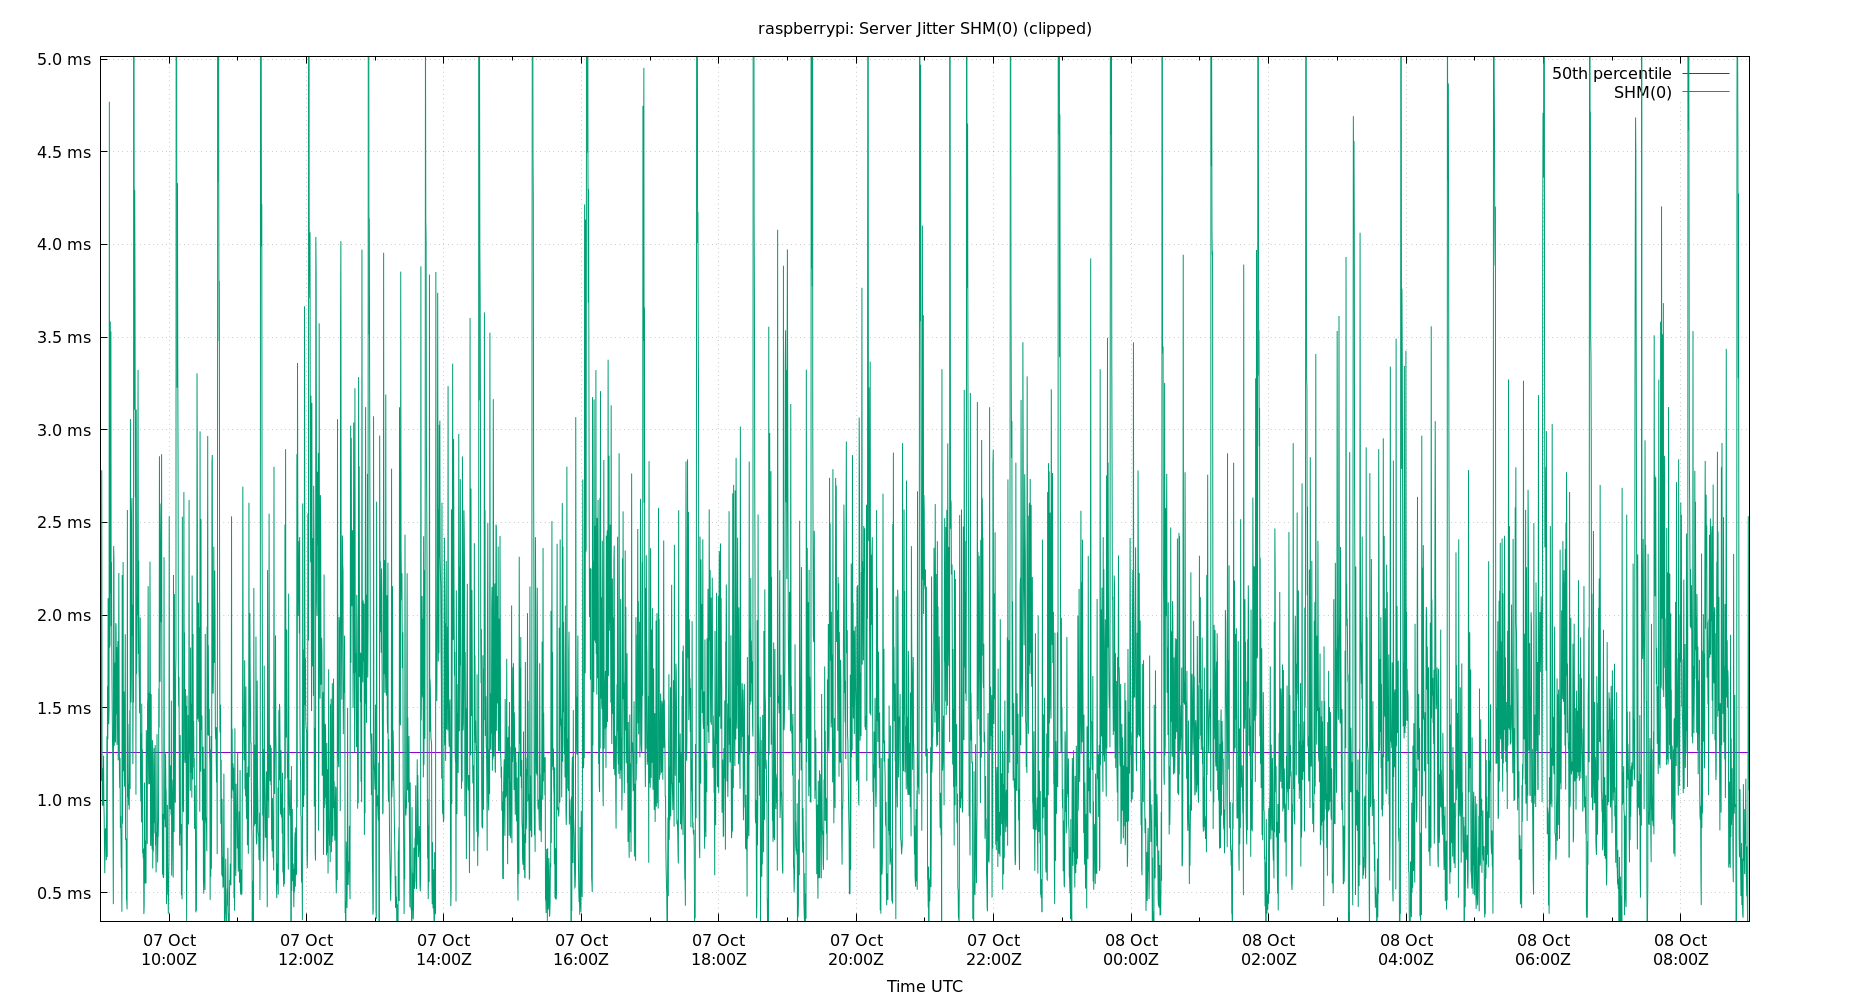 raspberrypi: Server Jitter SHM(0) (clipped)
5.0 ms
50th percentile
SHM(0)
4.5 ms
4.0 ms
3.5 ms
3.0 ms
2.5 ms
2.0 ms
1.5 ms
1.0 ms
0.5 ms
07 Oct 07 Oct 07 Oct 07 Oct 07 Oct 07 Oct 07 Oct 08 Oct 08 Oct 08 Oct 08 Oct 08 Oct
10:00Z 12:00Z 14:00Z 16:00Z 18:00Z 20:00Z 22:00Z 00:00Z 02:00Z 04:00Z 06:00Z 08:00Z
Time UTC